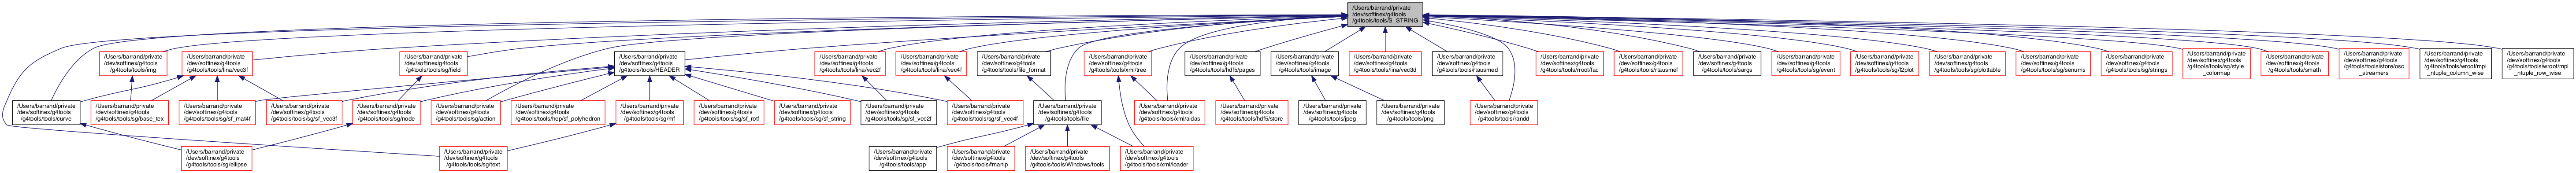 /Users/barrand/private
/dev/softinex/g4tools
/g4tools/tools/S_STRING
/Users/barrand/private
/dev/softinex/g4tools
/g4tools/tools/img
/Users/barrand/private
/dev/softinex/g4tools
/g4tools/tools/lina/vec3f
/Users/barrand/private
/dev/softinex/g4tools
/g4tools/tools/sg/field
/Users/barrand/private
/dev/softinex/g4tools
/g4tools/tools/HEADER
/Users/barrand/private
/dev/softinex/g4tools
/g4tools/tools/lina/vec2f
/Users/barrand/private
/dev/softinex/g4tools
/g4tools/tools/lina/vec4f
/Users/barrand/private
/dev/softinex/g4tools
/g4tools/tools/file_format
/Users/barrand/private
/dev/softinex/g4tools
/g4tools/tools/xml/tree
/Users/barrand/private
/dev/softinex/g4tools
/g4tools/tools/hdf5/pages
/Users/barrand/private
/dev/softinex/g4tools
/g4tools/tools/image
/Users/barrand/private
/dev/softinex/g4tools
/g4tools/tools/lina/vec3d
/Users/barrand/private
/dev/softinex/g4tools
/g4tools/tools/rtausmed
/Users/barrand/private
/dev/softinex/g4tools
/g4tools/tools/rroot/fac
/Users/barrand/private
/dev/softinex/g4tools
/g4tools/tools/rtausmef
/Users/barrand/private
/dev/softinex/g4tools
/g4tools/tools/sargs
/Users/barrand/private
/dev/softinex/g4tools
/g4tools/tools/sg/event
/Users/barrand/private
/dev/softinex/g4tools
/g4tools/tools/sg/f2plot
/Users/barrand/private
/dev/softinex/g4tools
/g4tools/tools/sg/plottable
/Users/barrand/private
/dev/softinex/g4tools
/g4tools/tools/sg/senums
/Users/barrand/private
/dev/softinex/g4tools
/g4tools/tools/sg/strings
/Users/barrand/private
/dev/softinex/g4tools
/g4tools/tools/sg/style
_colormap
/Users/barrand/private
/dev/softinex/g4tools
/g4tools/tools/smath
/Users/barrand/private
/dev/softinex/g4tools
/g4tools/tools/store/osc
_streamers
/Users/barrand/private
/dev/softinex/g4tools
/g4tools/tools/wroot/mpi
_ntuple_column_wise
/Users/barrand/private
/dev/softinex/g4tools
/g4tools/tools/wroot/mpi
_ntuple_row_wise
/Users/barrand/private
/dev/softinex/g4tools
/g4tools/tools/curve
/Users/barrand/private
/dev/softinex/g4tools
/g4tools/tools/sg/base_tex
/Users/barrand/private
/dev/softinex/g4tools
/g4tools/tools/sg/sf_mat4f
/Users/barrand/private
/dev/softinex/g4tools
/g4tools/tools/sg/sf_vec3f
/Users/barrand/private
/dev/softinex/g4tools
/g4tools/tools/sg/node
/Users/barrand/private
/dev/softinex/g4tools
/g4tools/tools/sg/action
/Users/barrand/private
/dev/softinex/g4tools
/g4tools/tools/hep/sf_polyhedron
/Users/barrand/private
/dev/softinex/g4tools
/g4tools/tools/sg/mf
/Users/barrand/private
/dev/softinex/g4tools
/g4tools/tools/sg/sf_rotf
/Users/barrand/private
/dev/softinex/g4tools
/g4tools/tools/sg/sf_string
/Users/barrand/private
/dev/softinex/g4tools
/g4tools/tools/sg/sf_vec2f
/Users/barrand/private
/dev/softinex/g4tools
/g4tools/tools/sg/sf_vec4f
/Users/barrand/private
/dev/softinex/g4tools
/g4tools/tools/file
/Users/barrand/private
/dev/softinex/g4tools
/g4tools/tools/xml/aidas
/Users/barrand/private
/dev/softinex/g4tools
/g4tools/tools/hdf5/store
/Users/barrand/private
/dev/softinex/g4tools
/g4tools/tools/jpeg
/Users/barrand/private
/dev/softinex/g4tools
/g4tools/tools/png
/Users/barrand/private
/dev/softinex/g4tools
/g4tools/tools/randd
/Users/barrand/private
/dev/softinex/g4tools
/g4tools/tools/sg/ellipse
/Users/barrand/private
/dev/softinex/g4tools
/g4tools/tools/sg/text
/Users/barrand/private
/dev/softinex/g4tools
/g4tools/tools/app
/Users/barrand/private
/dev/softinex/g4tools
/g4tools/tools/fmanip
/Users/barrand/private
/dev/softinex/g4tools
/g4tools/tools/Windows/tools
/Users/barrand/private
/dev/softinex/g4tools
/g4tools/tools/xml/loader